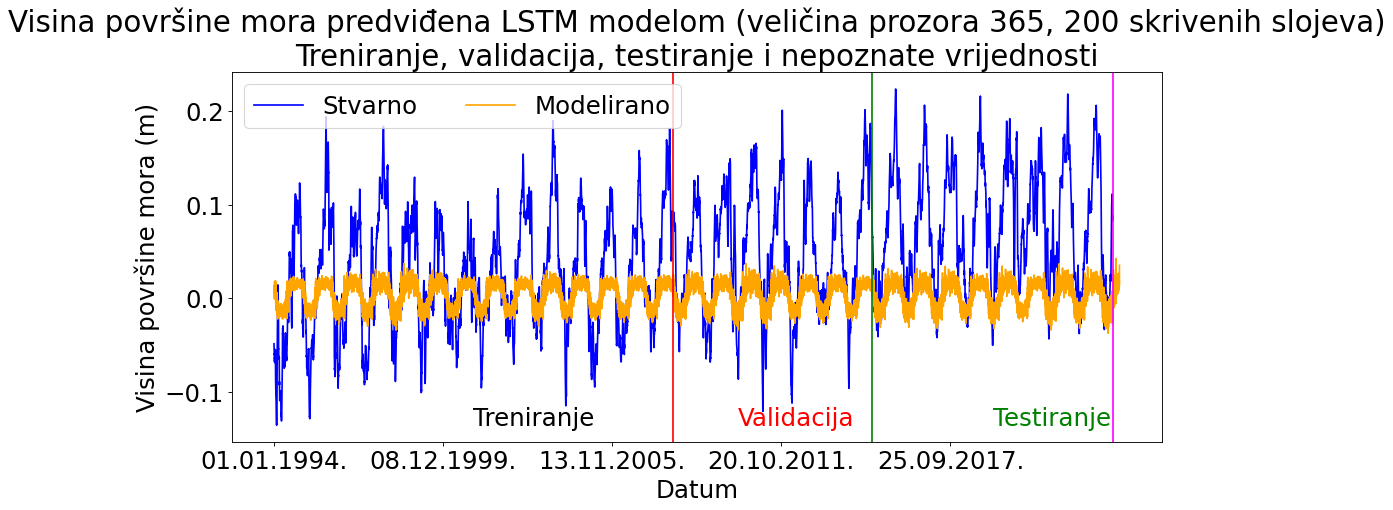 Visina površine mora predviđena LSTM modelom (veličina prozora 365, 200 skrivenih slojeva)
Treniranje, validacija, testiranje i nepoznate vrijednosti
Stvarno Modelirano
Visina površine mora (m)
0.2
0.1
0.0
−0.1
Treniranje Validacija Testiranje
01.01.1994. 08.12.1999. 13.11.2005. 20.10.2011. 25.09.2017.
Datum